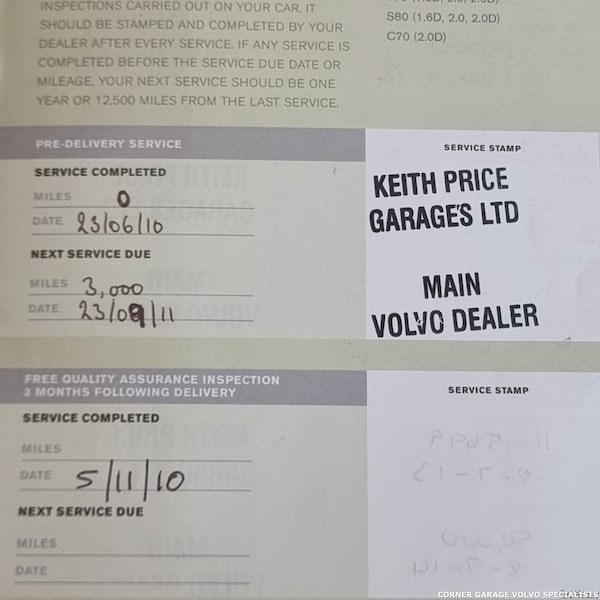 INSPECTIONS CARRIED OUT ON YOUR CAR. IT
SHOULD BE STAMPED AND COMPLETED BY YOUR
DEALER AFTER EVERY SERVICE. IF ANY SERVICE IS
COMPLETED BEFORE THE SERVICE DUE DATE OR
MILEAGE, YOUR NEXT SERVICE SHOULD BE ONE
YEAR OR 12,500 MILES FROM THE LAST SERVICE.
S80 (1.6D, 2.0, 2.0D)
C70 (2.0D)
PRE-DELIVERY SERVICE
SERVICE COMPLETED
MILES 0
DATE 23/06/10
NEXT SERVICE DUE
MILES 3,000
DATE 23/09/11
SERVICE STAMP
KEITH PRICE
GARAGE'S LTD
MAIN
VOLVO DEALER
FREE QUALITY ASSURANCE INSPECTION
3 MONTHS FOLLOWING DELIVERY
SERVICE COMPLETED
MILES
DATE 5/11/10
NEXT SERVICE DUE
MILES
DATE
SERVICE STAMP
CORNER GARAGE VOLVO SPECIALISTS